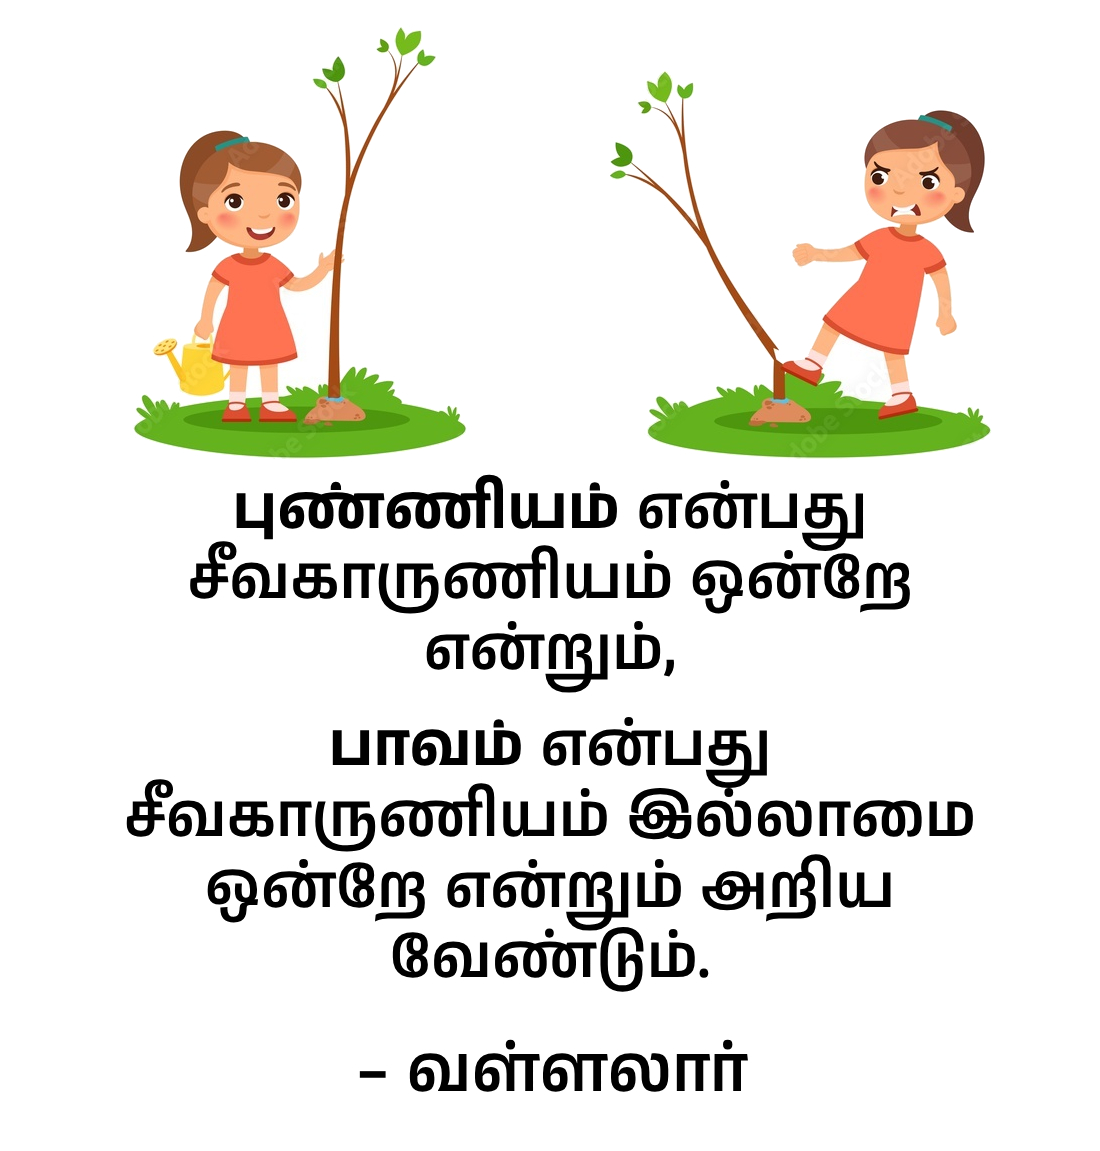 புண்ணியம் என்பது
சீவகாருணியம் ஒன்றே
என்றும்,
பாவம் என்பது
சீவகாருணியம் இல்லாமை
ஒன்றே என்றும் அறிய
வேண்டும்.
– வள்ளலார்